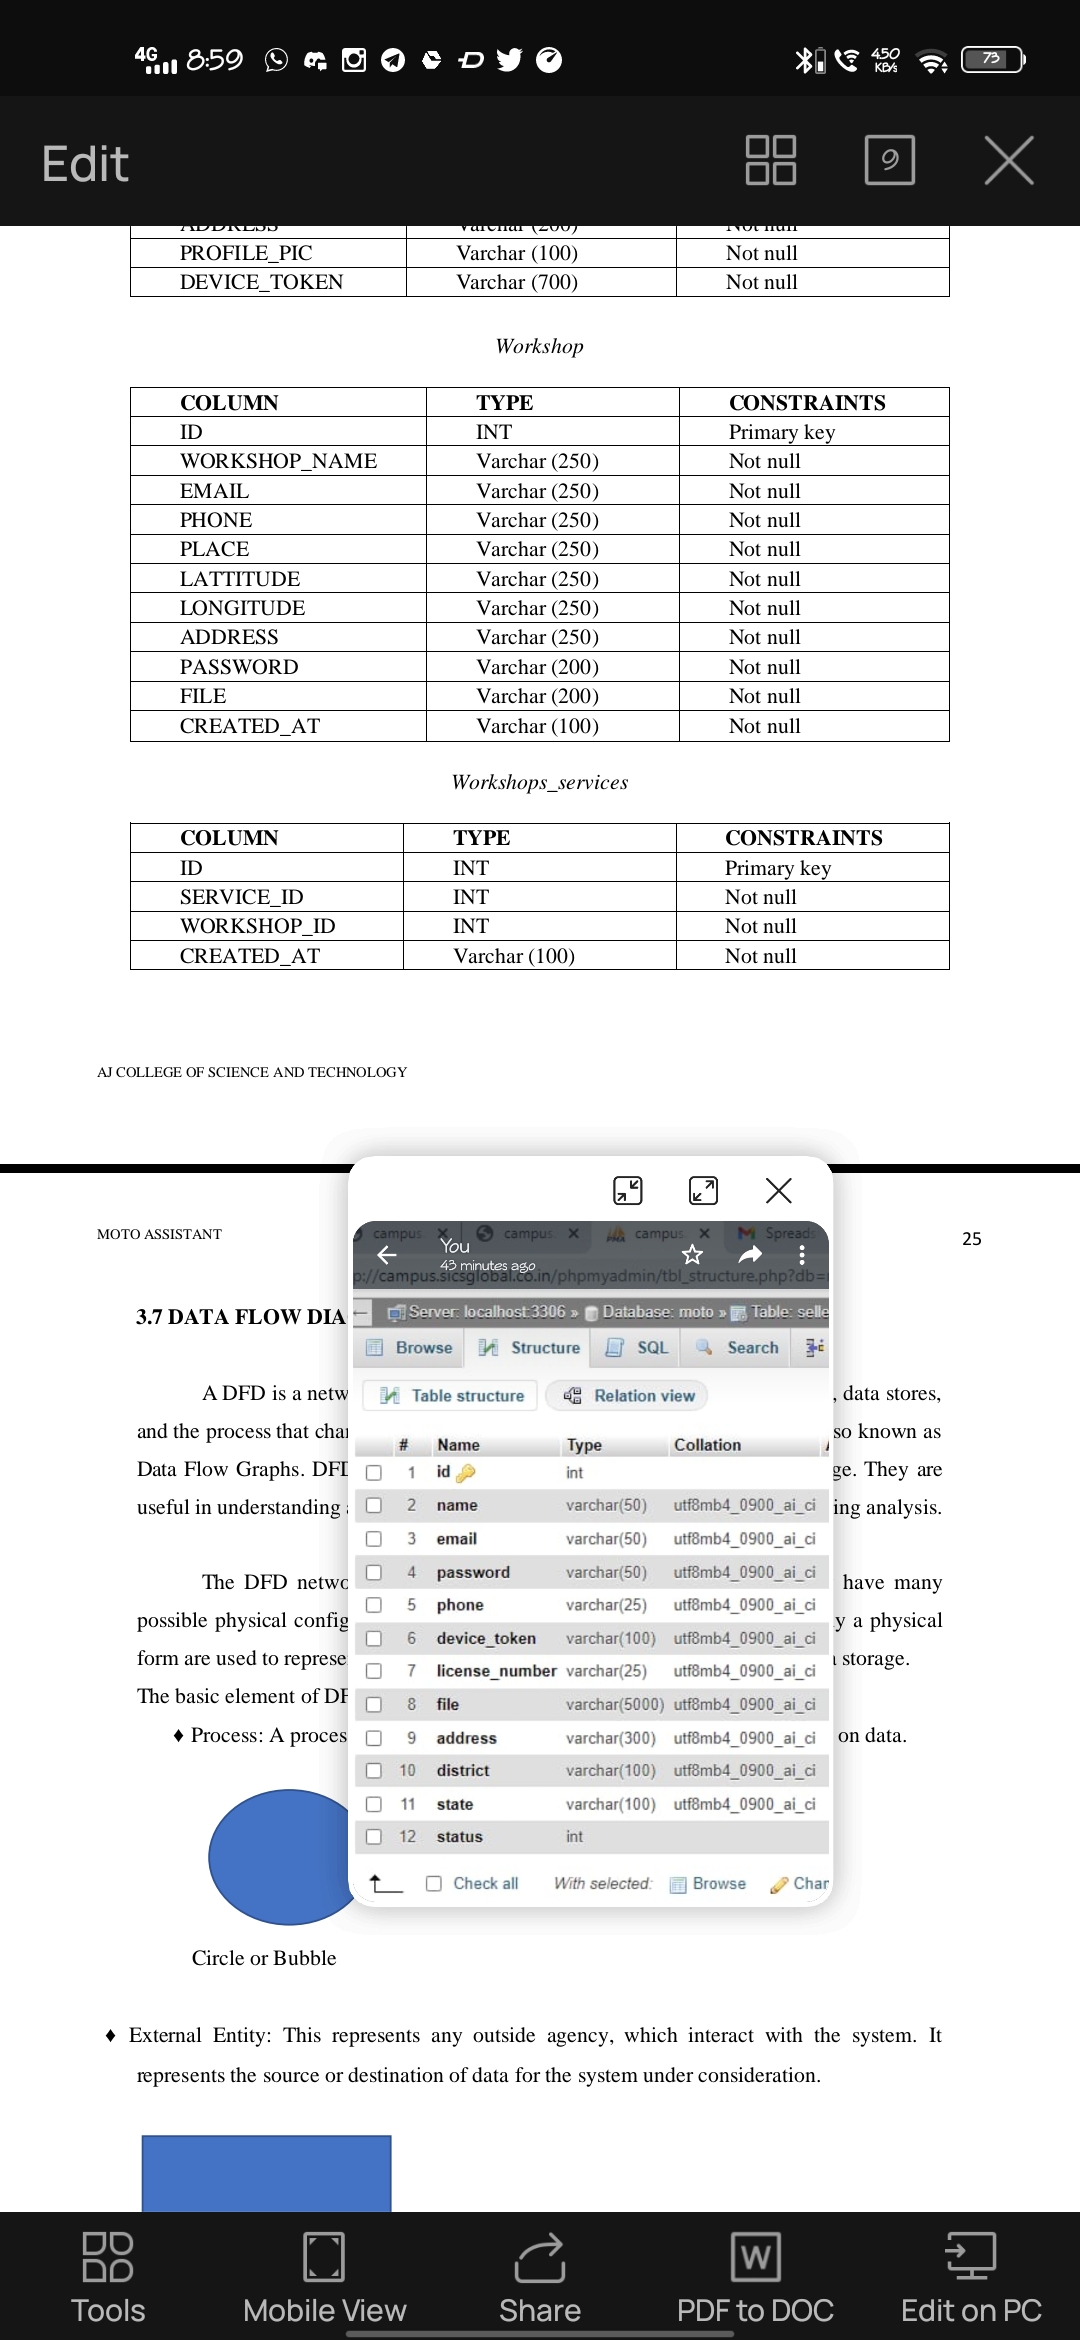 4G 8:59 450 KB/s 73
Edit 9
ADDRESS Varchar (200) Not null
PROFILE_PIC Varchar (100) Not null
DEVICE_TOKEN Varchar (700) Not null
Workshop
COLUMN TYPE CONSTRAINTS
ID INT Primary key
WORKSHOP_NAME Varchar (250) Not null
EMAIL Varchar (250) Not null
PHONE Varchar (250) Not null
PLACE Varchar (250) Not null
LATTITUDE Varchar (250) Not null
LONGITUDE Varchar (250) Not null
ADDRESS Varchar (250) Not null
PASSWORD Varchar (200) Not null
FILE Varchar (200) Not null
CREATED_AT Varchar (100) Not null
Workshops_services
COLUMN TYPE CONSTRAINTS
ID INT Primary key
SERVICE_ID INT Not null
WORKSHOP_ID INT Not null
CREATED_AT Varchar (100) Not null
AJ COLLEGE OF SCIENCE AND TECHNOLOGY
MOTO ASSISTANT 25
3.7 DATA FLOW DIA
A DFD is a netw , data stores,
and the process that char so known as
Data Flow Graphs. DFD ge. They are
useful in understanding ing analysis.
The DFD netwo have many
possible physical config y a physical
form are used to represe storage.
The basic element of DF
♦ Process: A proces on data.
Circle or Bubble
♦ External Entity: This represents any outside agency, which interact with the system. It
represents the source or destination of data for the system under consideration.
campus campus campus Spreads
You
43 minutes ago
p://campus.sicsglobal.co.in/phpmyadmin/tbl_structure.php?db=
Server: localhost:3306 » Database: moto » Table: selle
Browse Structure SQL Search
Table structure Relation view
# Name Type Collation
1 id int
2 name varchar(50) utf8mb4_0900_ai_ci
3 email varchar(50) utf8mb4_0900_ai_ci
4 password varchar(50) utf8mb4_0900_ai_ci
5 phone varchar(25) utf8mb4_0900_ai_ci
6 device_token varchar(100) utf8mb4_0900_ai_ci
7 license_number varchar(25) utf8mb4_0900_ai_ci
8 file varchar(5000) utf8mb4_0900_ai_ci
9 address varchar(300) utf8mb4_0900_ai_ci
10 district varchar(100) utf8mb4_0900_ai_ci
11 state varchar(100) utf8mb4_0900_ai_ci
12 status int
Check all With selected: Browse Char
Tools Mobile View Share PDF to DOC Edit on PC